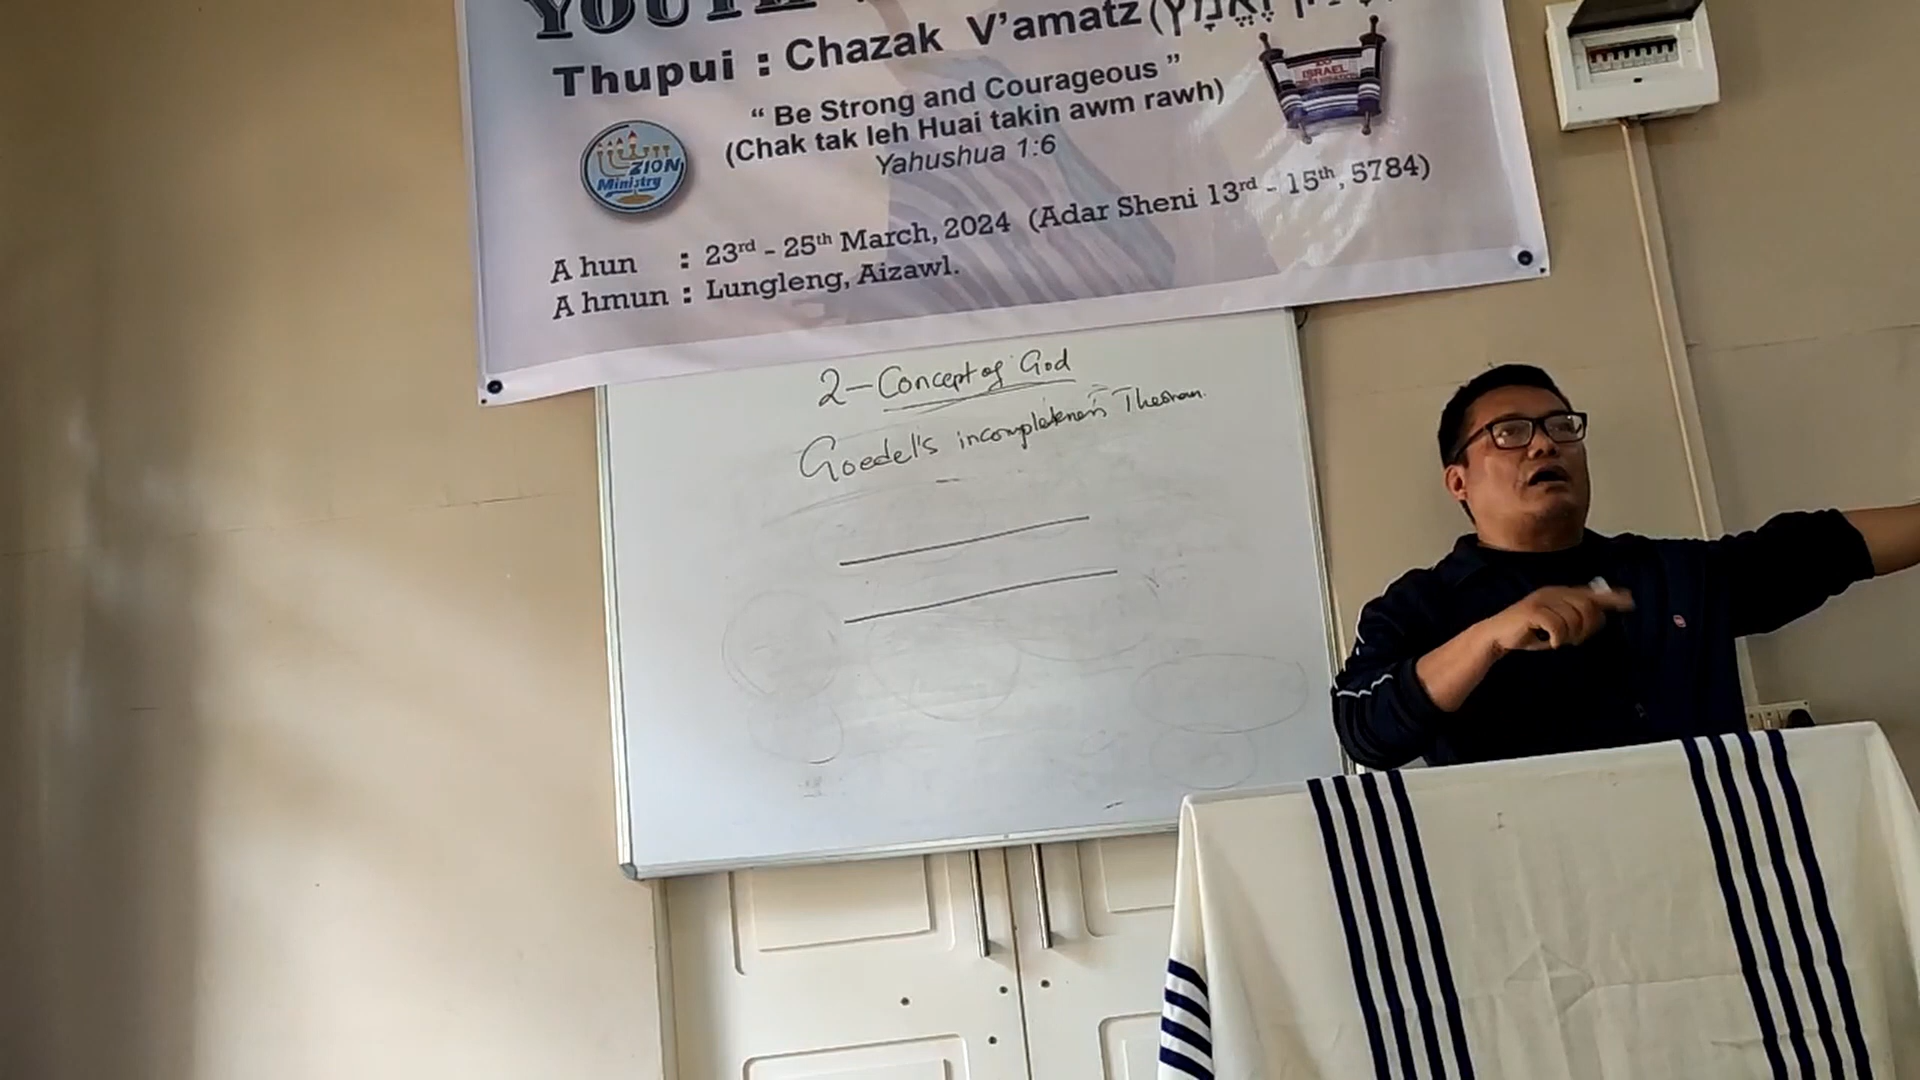 YOUTH
Thupui : Chazak V'amatz (
" Be Strong and Courageous "
(Chak tak leh Huai takin awm rawh)
Yahushua 1:6
ZION
Ministry
ISRAEL
A hun : 23rd - 25th March, 2024 (Adar Sheni 13rd - 15th, 5784)
A hmun : Lungleng, Aizawl.
2 - Concept of God
Goedel's incompleteness Theorem